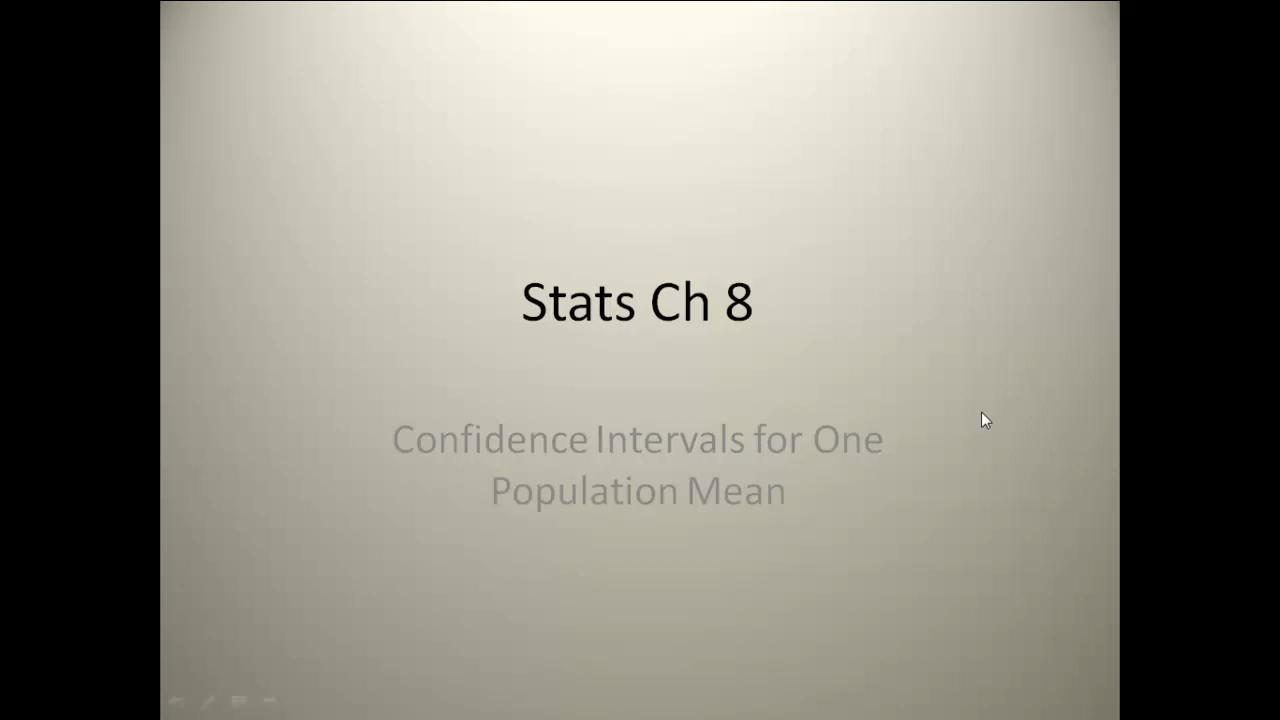 Stats Ch 8
Confidence Intervals for One
Population Mean